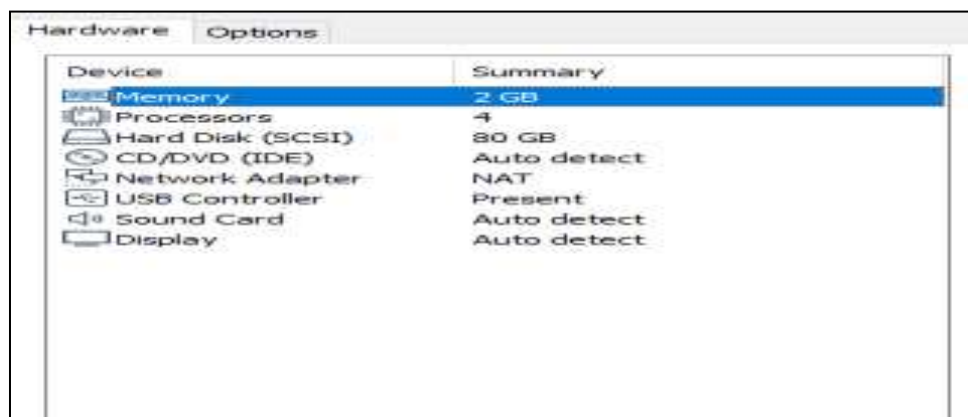 Hardware Options
Device Summary
Memory 2 GB
Processors 4
Hard Disk (SCSI) 80 GB
CD/DVD (IDE) Auto detect
Network Adapter NAT
USB Controller Present
Sound Card Auto detect
Display Auto detect